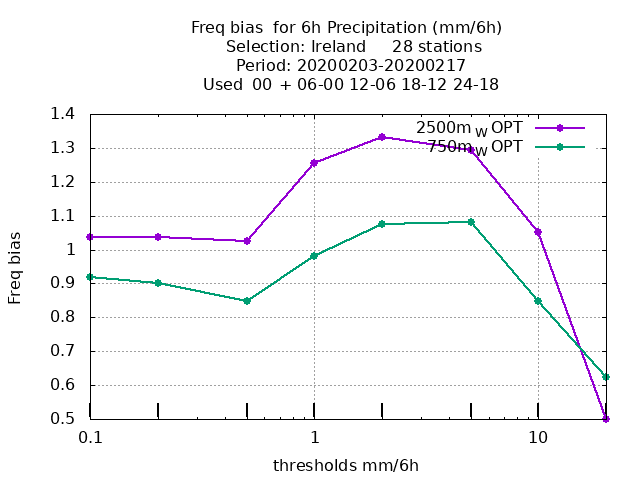 Freq bias  for 6h Precipitation (mm/6h)
Selection: Ireland     28 stations
Period: 20200203-20200217
Used  00  + 06-00 12-06 18-12 24-18
2500m W OPT
750m W OPT
1.4
1.3
1.2
1.1
1
0.9
0.8
0.7
0.6
0.5
Freq bias
0.1
1
10
thresholds mm/6h